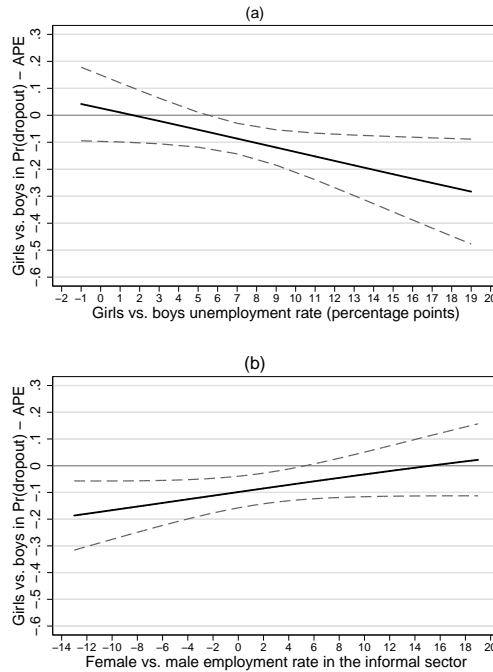 (a)
Girls vs. boys in Pr(dropout) − APE
.3
.2
.1
0
-.1
-.2
-.3
-.4
-.5
-.6
−2 −1 0 1 2 3 4 5 6 7 8 9 10 11 12 13 14 15 16 17 18 19 20
Girls vs. boys unemployment rate (percentage points)
(b)
Girls vs. boys in Pr(dropout) − APE
.3
.2
.1
0
-.1
-.2
-.3
-.4
-.5
-.6
−14 −12 −10 −8 −6 −4 −2 0 2 4 6 8 10 12 14 16 18 20
Female vs. male employment rate in the informal sector